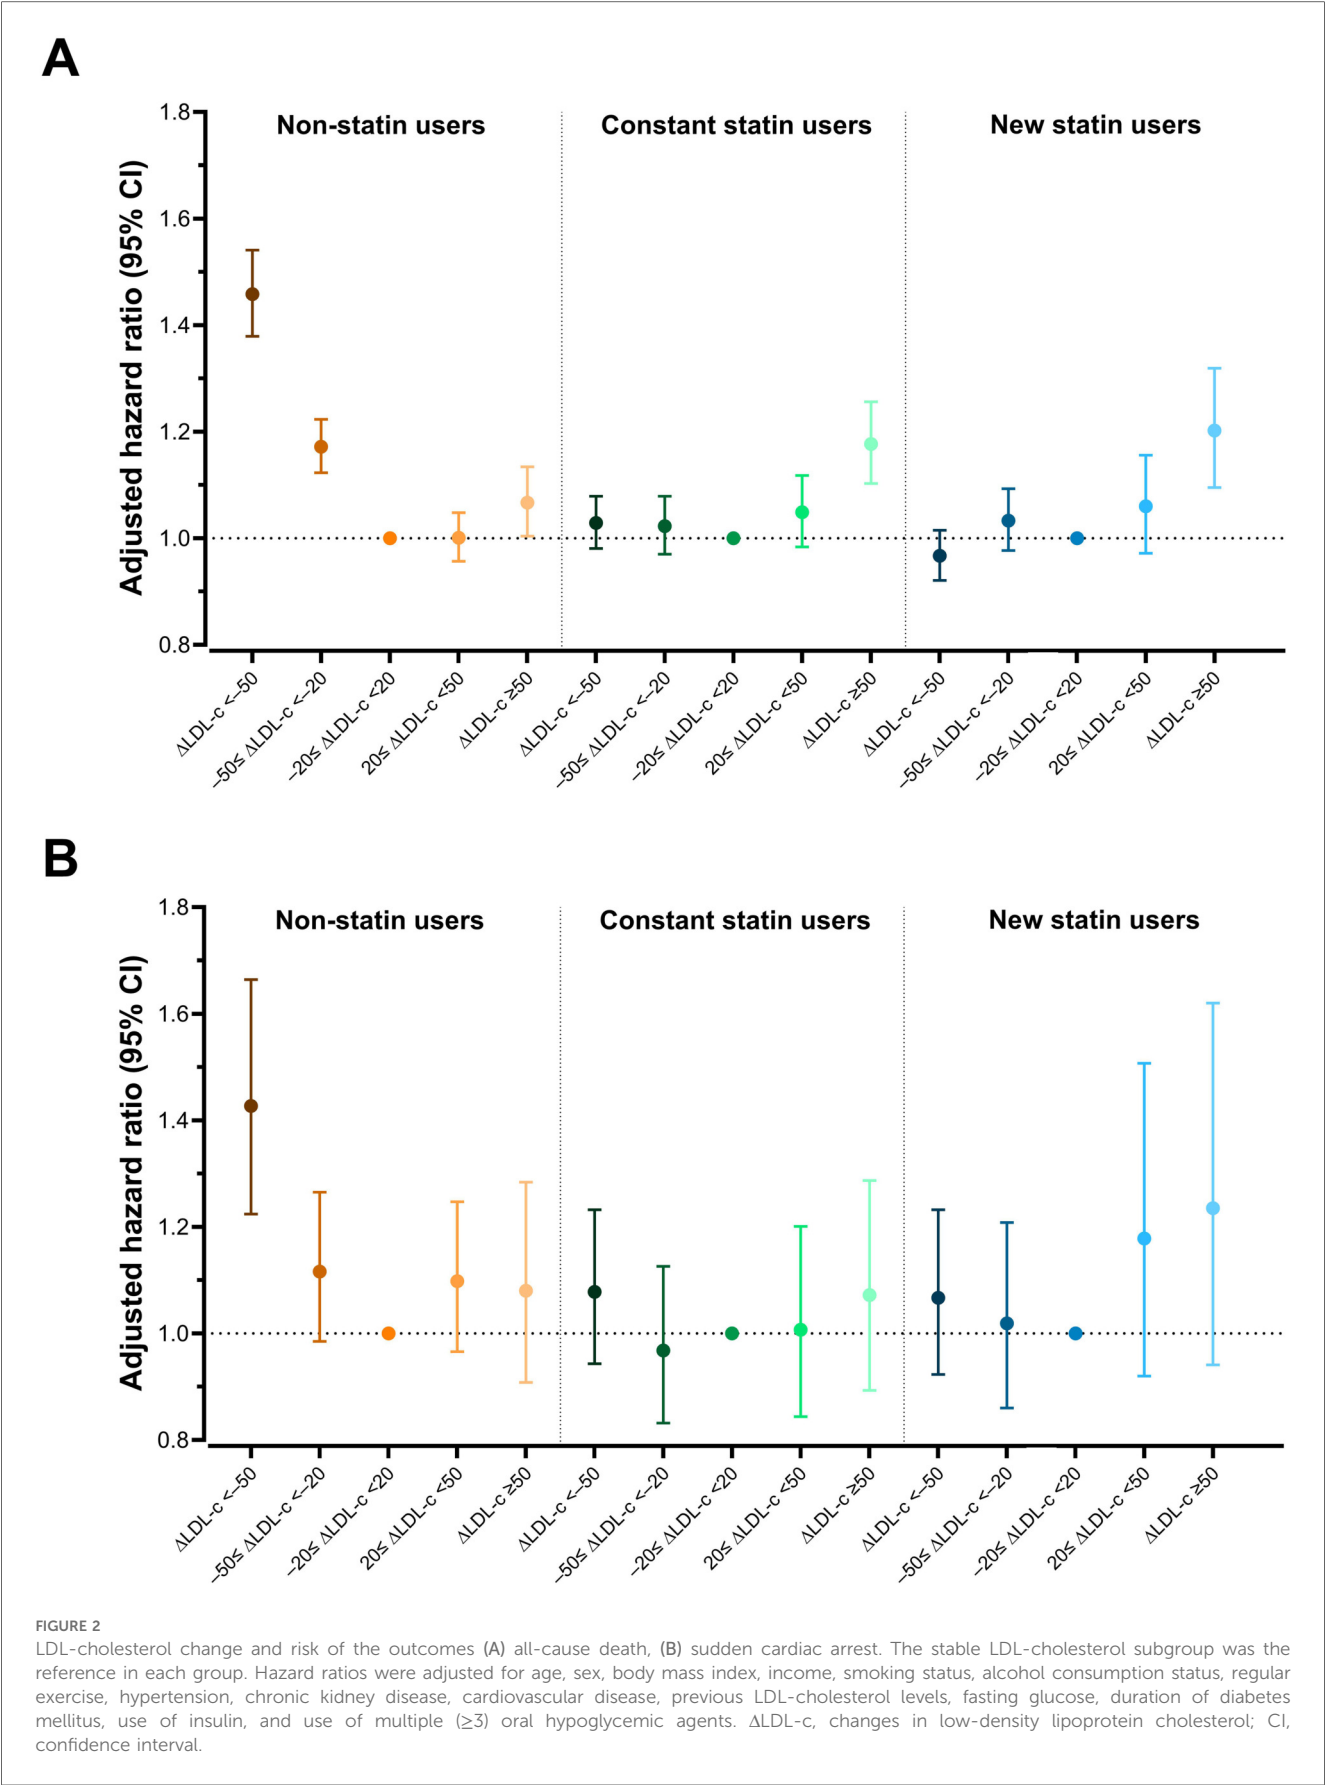 A
Adjusted hazard ratio (95% CI)
1.8
1.6
1.4
1.2
1.0
0.8
Non-statin users
Constant statin users
New statin users
ΔLDL-c <–50
–50≤ ΔLDL-c <–20
–20≤ ΔLDL-c <20
20≤ ΔLDL-c <50
ΔLDL-c ≥50
ΔLDL-c <–50
–50≤ ΔLDL-c <–20
–20≤ ΔLDL-c <20
20≤ ΔLDL-c <50
ΔLDL-c ≥50
ΔLDL-c <–50
–50≤ ΔLDL-c <–20
–20≤ ΔLDL-c <20
20≤ ΔLDL-c <50
ΔLDL-c ≥50
B
Adjusted hazard ratio (95% CI)
1.8
1.6
1.4
1.2
1.0
0.8
Non-statin users
Constant statin users
New statin users
ΔLDL-c <–50
–50≤ ΔLDL-c <–20
–20≤ ΔLDL-c <20
20≤ ΔLDL-c <50
ΔLDL-c ≥50
ΔLDL-c <–50
–50≤ ΔLDL-c <–20
–20≤ ΔLDL-c <20
20≤ ΔLDL-c <50
ΔLDL-c ≥50
ΔLDL-c <–50
–50≤ ΔLDL-c <–20
–20≤ ΔLDL-c <20
20≤ ΔLDL-c <50
ΔLDL-c ≥50
FIGURE 2
LDL-cholesterol change and risk of the outcomes (A) all-cause death, (B) sudden cardiac arrest. The stable LDL-cholesterol subgroup was the
reference in each group. Hazard ratios were adjusted for age, sex, body mass index, income, smoking status, alcohol consumption status, regular
exercise, hypertension, chronic kidney disease, cardiovascular disease, previous LDL-cholesterol levels, fasting glucose, duration of diabetes
mellitus, use of insulin, and use of multiple (≥3) oral hypoglycemic agents. ΔLDL-c, changes in low-density lipoprotein cholesterol; CI,
confidence interval.